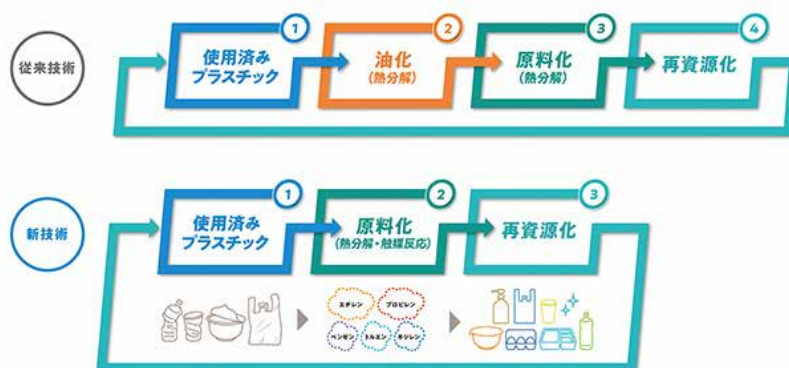 従来技術
1
使用済み
プラスチック
2
油化
(熱分解)
3
原料化
(熱分解)
4
再資源化
新技術
1
使用済み
プラスチック
2
原料化
(熱分解・触媒反応)
3
再資源化
エチレン
プロピレン
ベンゼン
トルエン
キシレン